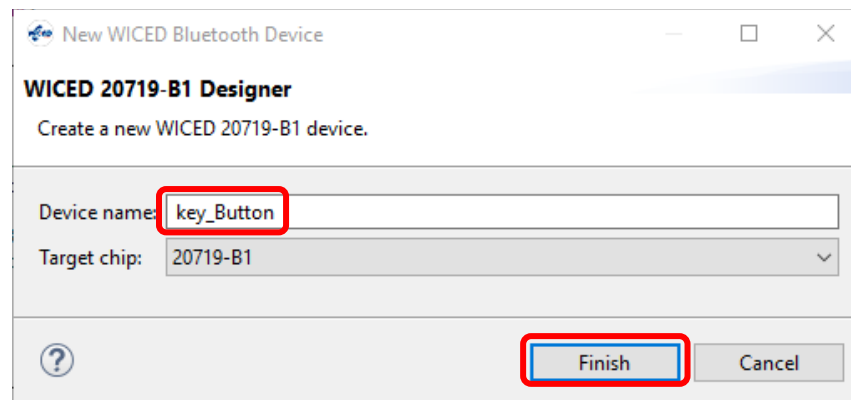 New WICED Bluetooth Device
WICED 20719-B1 Designer
Create a new WICED 20719-B1 device.
Device name: key_Button
Target chip: 20719-B1
Finish Cancel